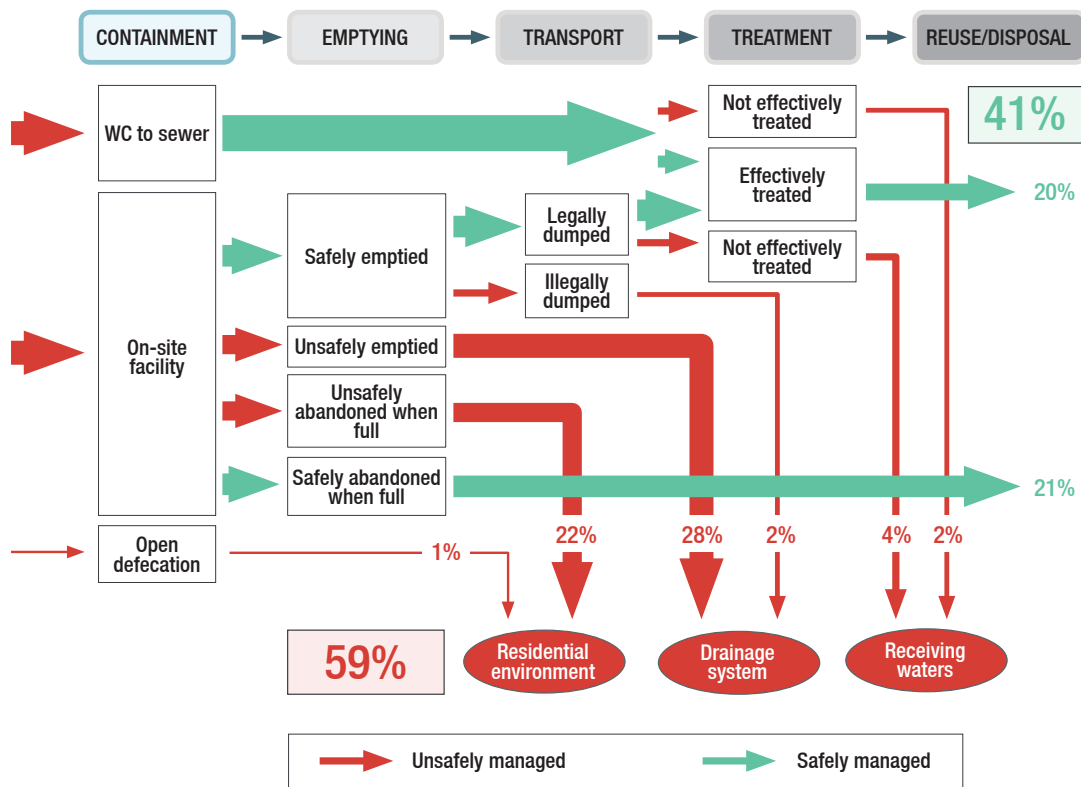 CONTAINMENT
EMPTYING
TRANSPORT
TREATMENT
REUSE/DISPOSAL
WC to sewer
Not effectively
treated
41%
Effectively
treated
20%
On-site
facility
Safely emptied
Legally
dumped
Not effectively
treated
Illegally
dumped
Unsafely emptied
Unsafely
abandoned when
full
Safely abandoned
when full
21%
Open
defecation
1%
22%
28%
2%
4%
2%
59%
Residential
environment
Drainage
system
Receiving
waters
Unsafely managed
Safely managed